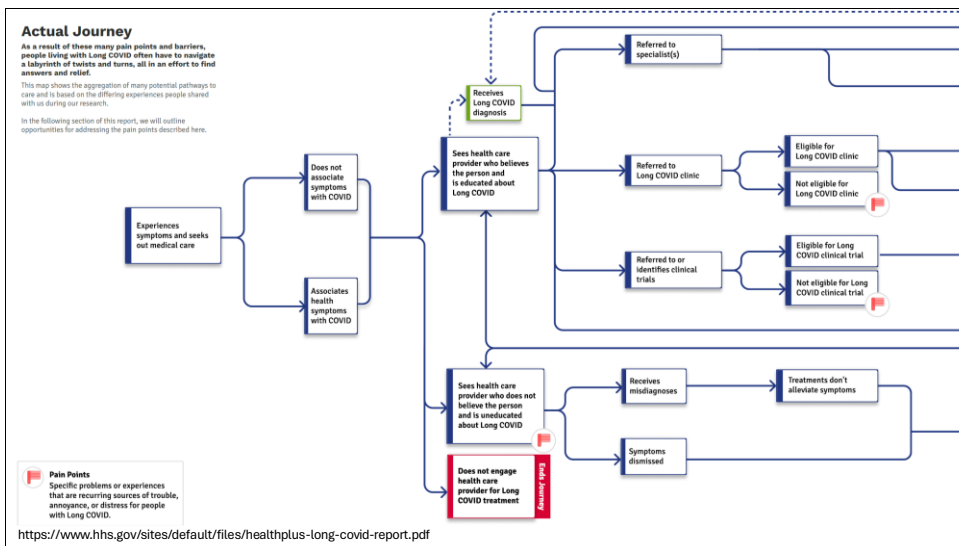 Actual Journey
As a result of these many pain points and barriers,
people living with Long COVID often have to navigate
a labyrinth of twists and turns, all in an effort to find
answers and relief.
This map shows the aggregation of many potential pathways to
care and is based on the differing experiences people shared
with us during our research.
In the following section of this report, we will outline
opportunities for addressing the pain points described here.
Experiences
symptoms and seeks
out medical care
Does not
associate
symptoms
with COVID
Associates
health
symptoms
with COVID
Receives
Long COVID
diagnosis
Sees health care
provider who believes
the person and
is educated about
Long COVID
Sees health care
provider who does not
believe the person
and is uneducated
about Long COVID
Does not engage
health care
provider for Long
COVID treatment
Ends Journey
Referred to
specialist(s)
Referred to
Long COVID clinic
Eligible for
Long COVID clinic
Not eligible for
Long COVID clinic
Referred to or
identifies clinical
trials
Eligible for Long
COVID clinical trial
Not eligible for Long
COVID clinical trial
Receives
misdiagnoses
Treatments don't
alleviate symptoms
Symptoms
dismissed
Pain Points
Specific problems or experiences
that are recurring sources of trouble,
annoyance, or distress for people
with Long COVID.
https://www.hhs.gov/sites/default/files/healthplus-long-covid-report.pdf